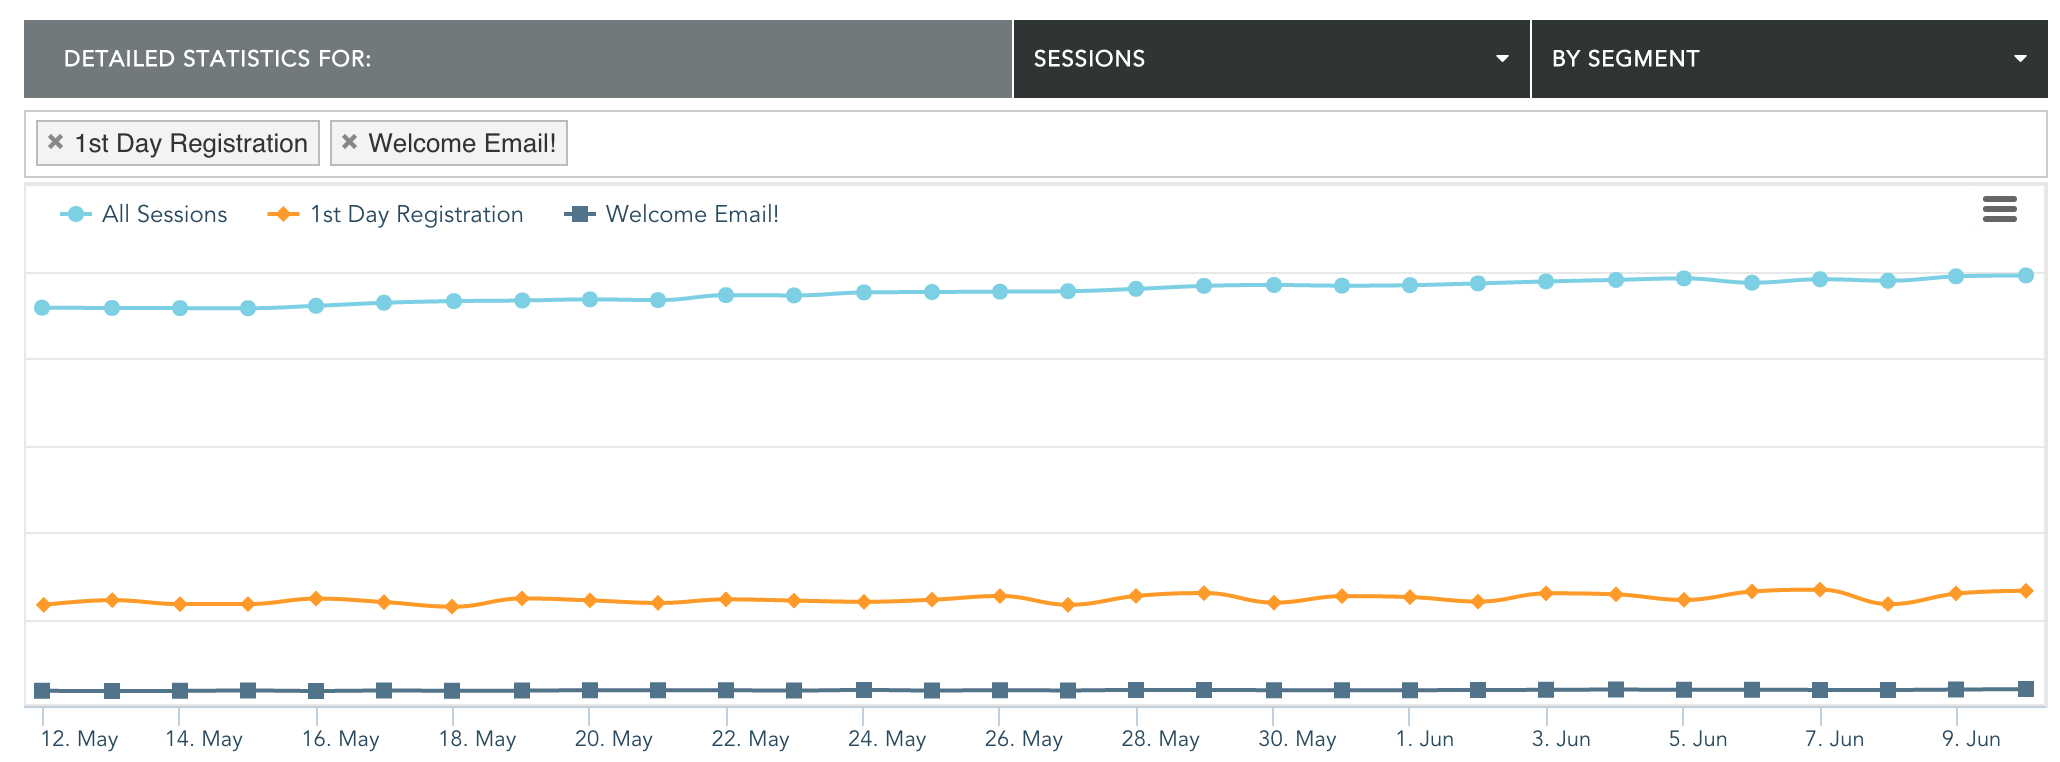 DETAILED STATISTICS FOR: SESSIONS BY SEGMENT
1st Day Registration Welcome Email!
All Sessions 1st Day Registration Welcome Email!
12. May 14. May 16. May 18. May 20. May 22. May 24. May 26. May 28. May 30. May 1. Jun 3. Jun 5. Jun 7. Jun 9. Jun